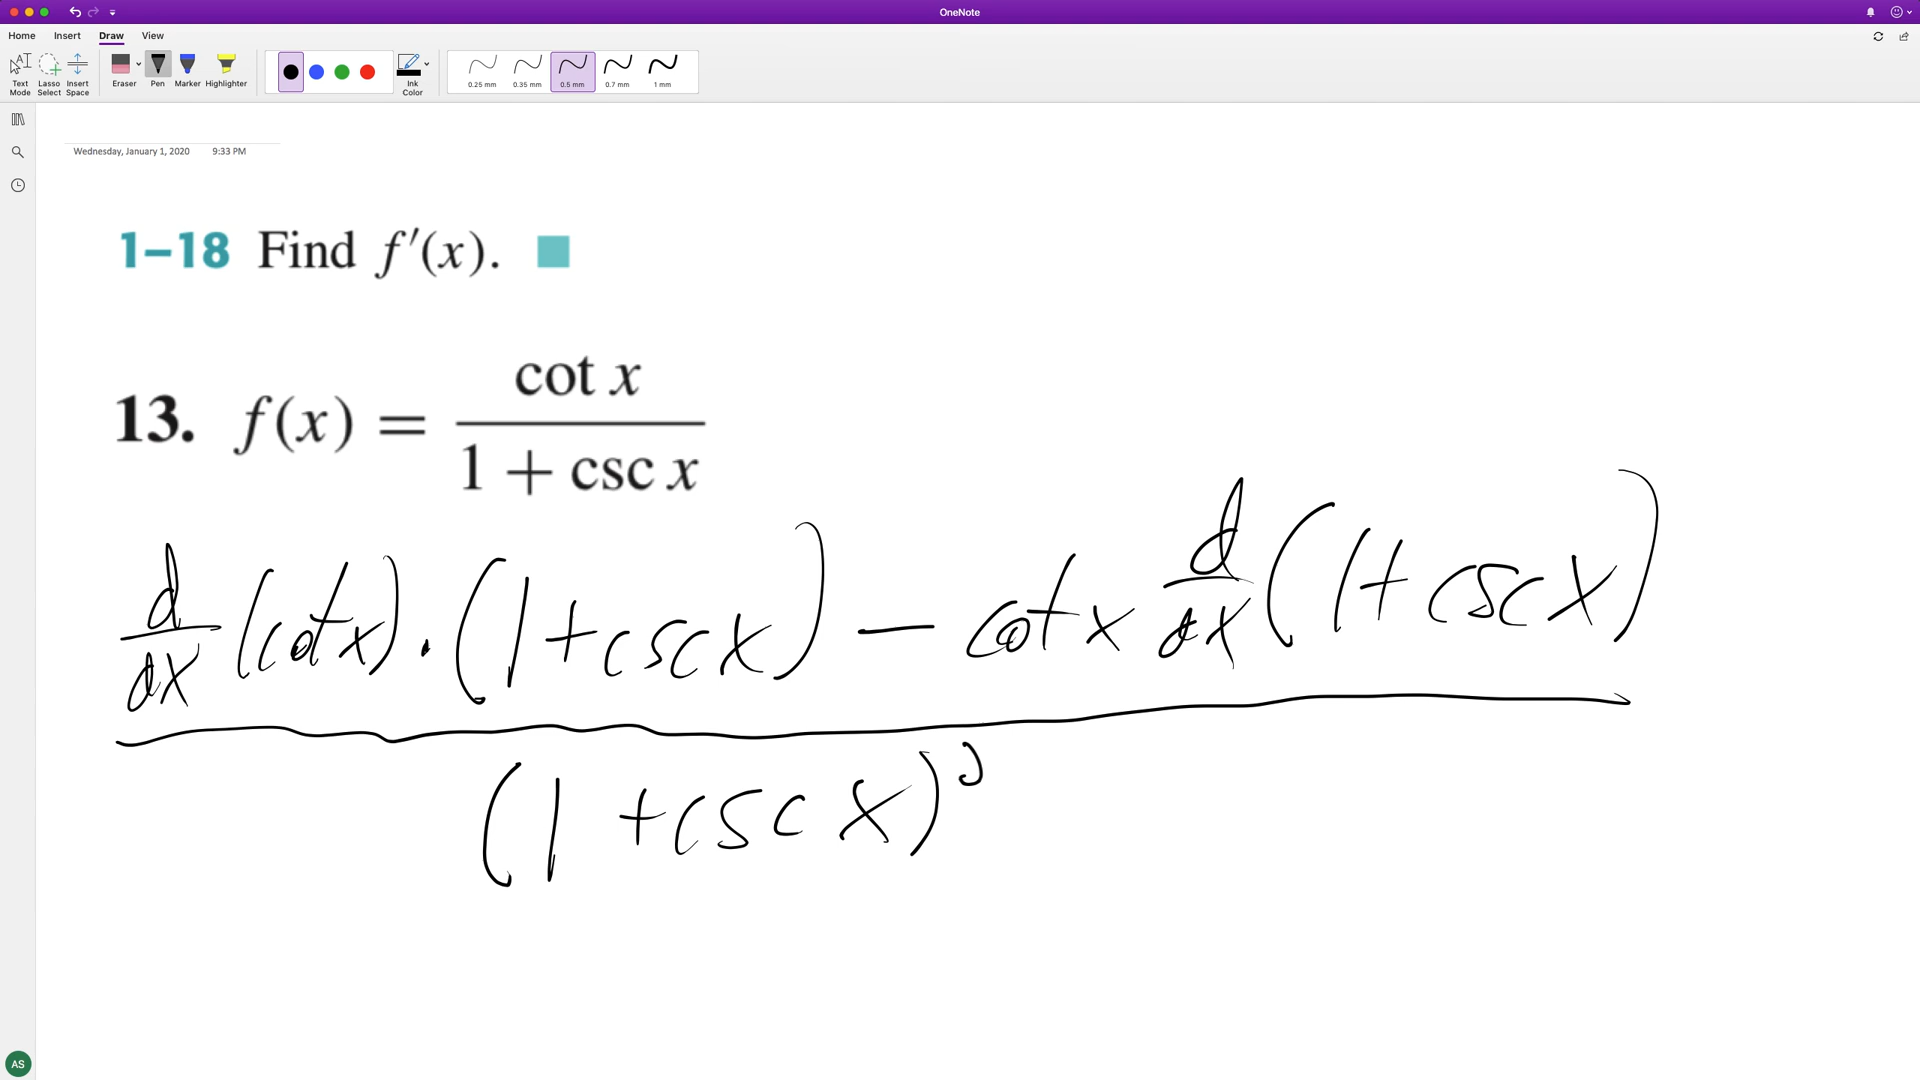 OneNote
Home Insert Draw View
Text Mode Lasso Select Insert Space Eraser Pen Marker Highlighter Ink Color 0.25 mm 0.35 mm 0.5 mm 0.7 mm 1 mm
Wednesday, January 1, 2020 9:33 PM
1–18 Find f′(x).
13. f(x) = cot x / 1 + csc x
d/dx (cot x) · (1 + csc x) − cot x d/dx (1 + csc x)
(1 + csc x)²
AS